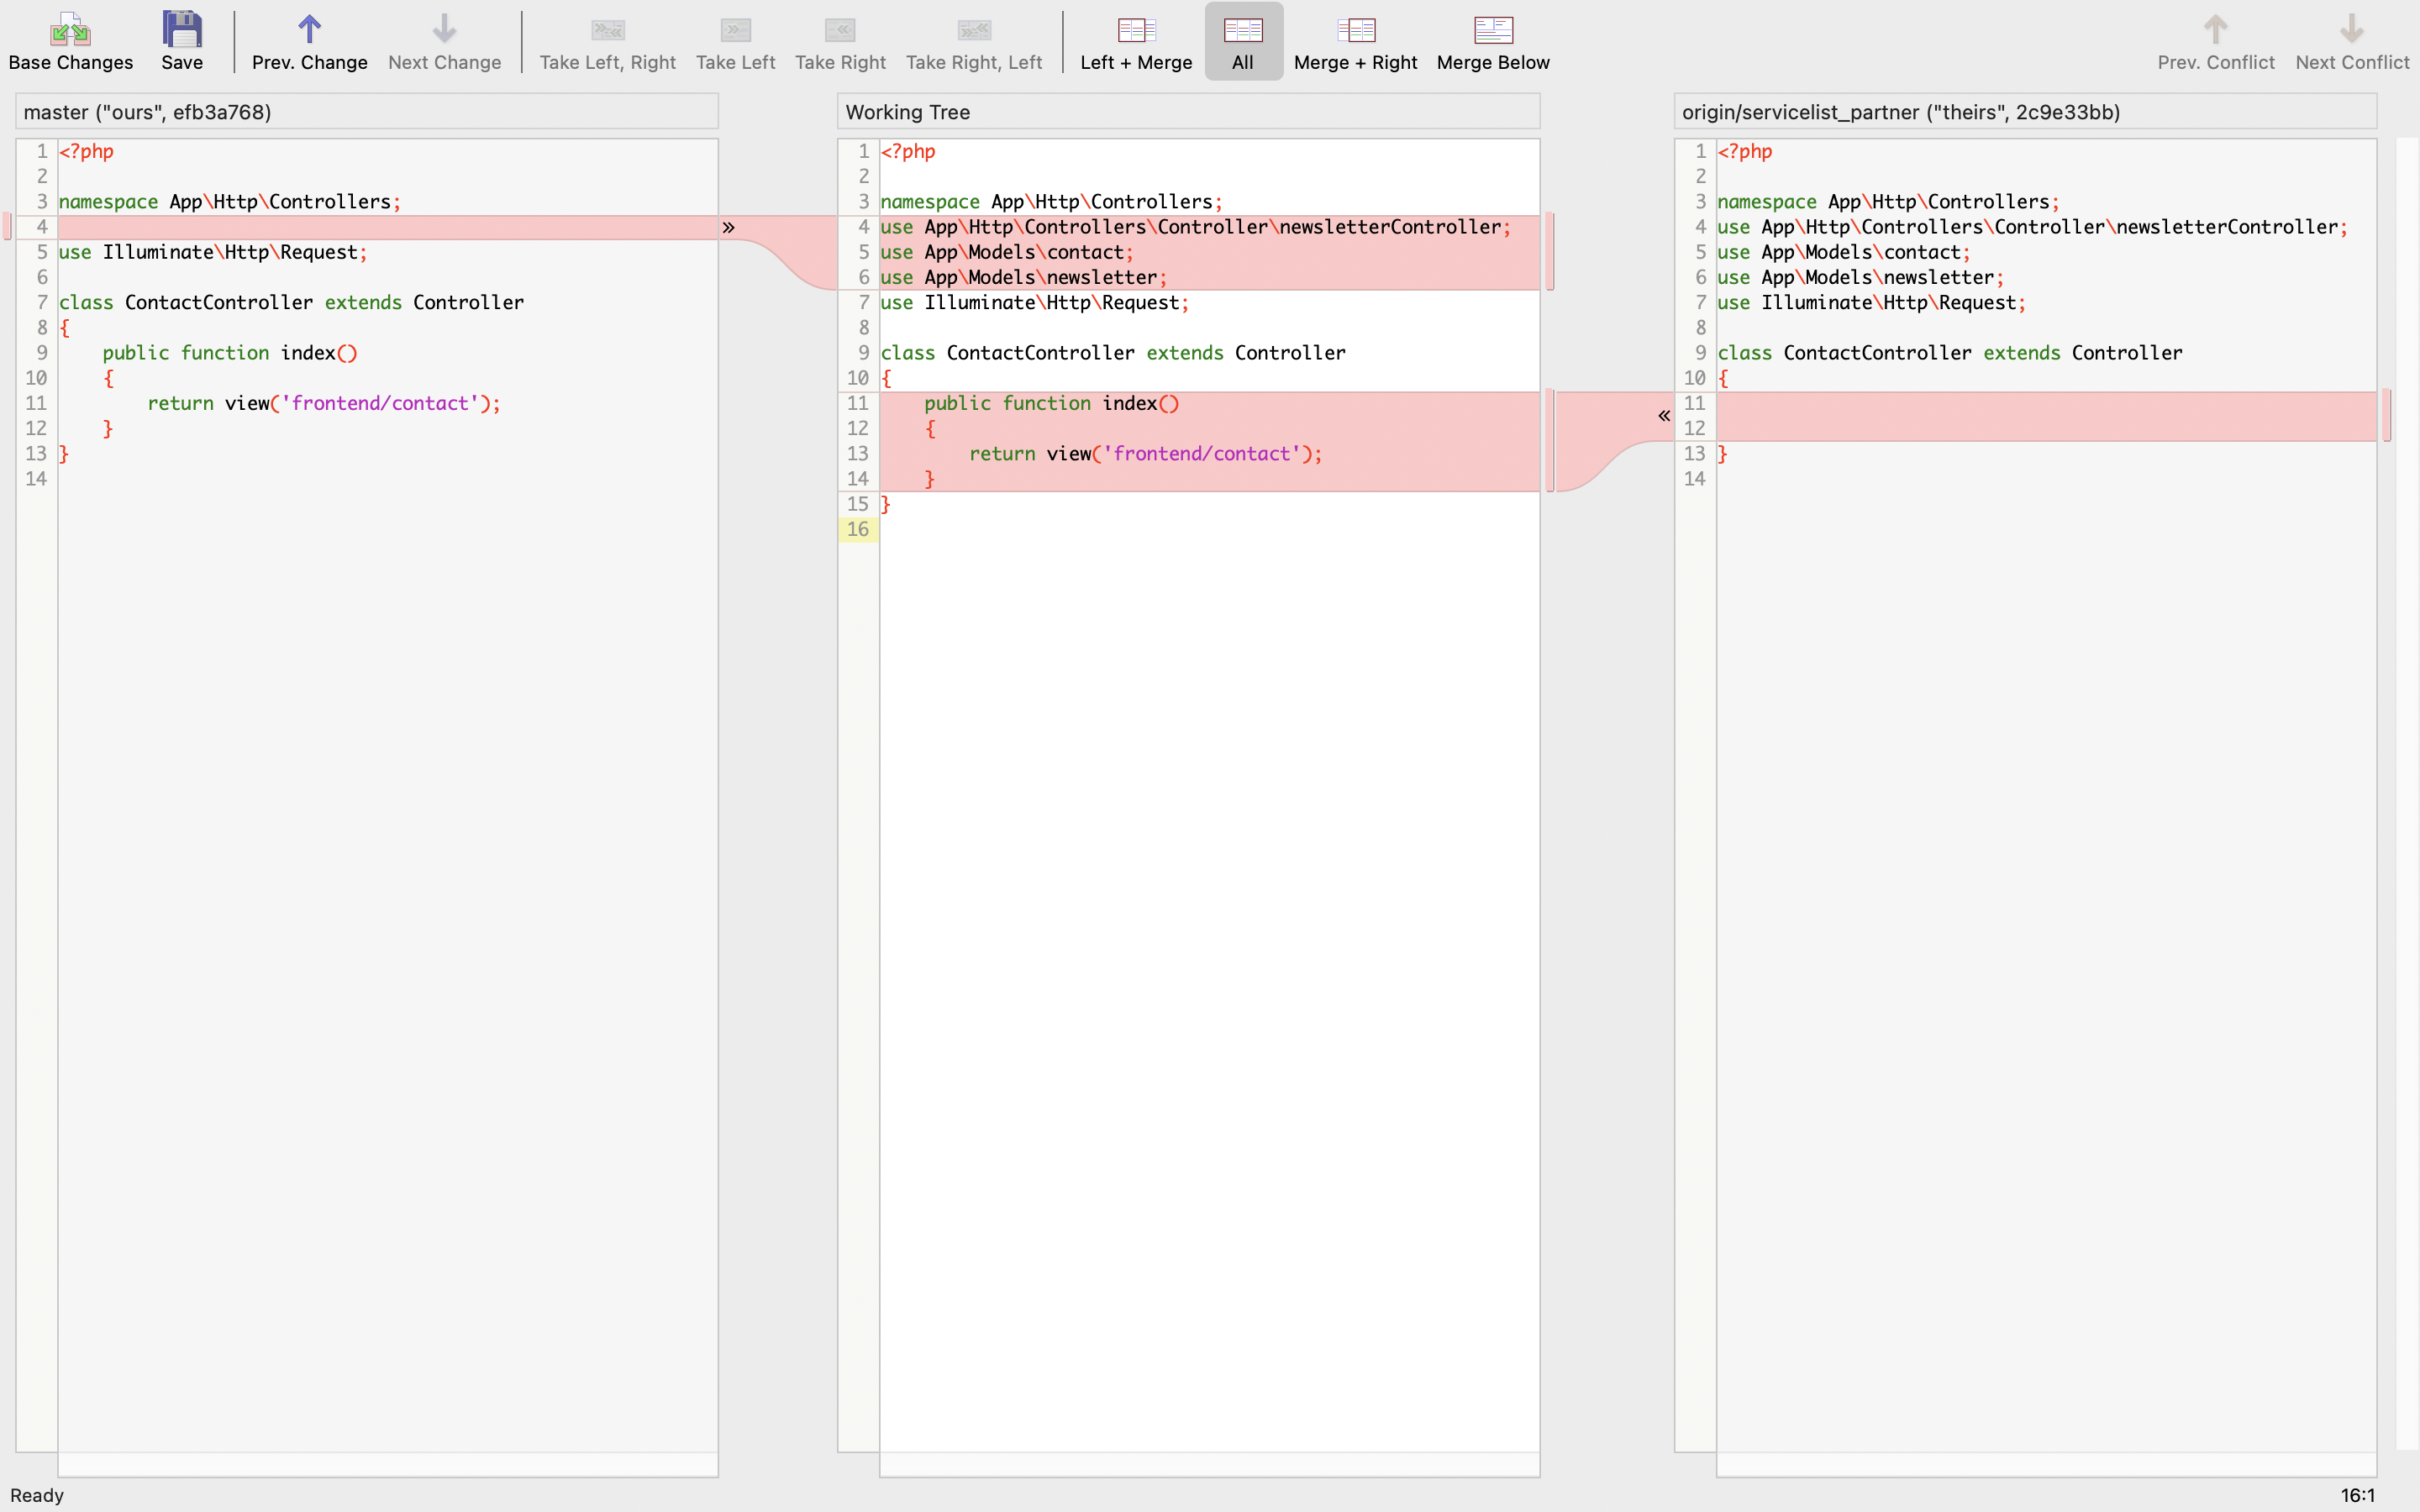 Base Changes Save Prev. Change Next Change Take Left, Right Take Left Take Right Take Right, Left Left + Merge All Merge + Right Merge Below Prev. Conflict Next Conflict
master ("ours", efb3a768)
1 <?php
2
3 namespace App\Http\Controllers;
4
5 use Illuminate\Http\Request;
6
7 class ContactController extends Controller
8 {
9     public function index()
10     {
11         return view('frontend/contact');
12     }
13 }
14
Working Tree
1 <?php
2
3 namespace App\Http\Controllers;
4 use App\Http\Controllers\Controller\newsletterController;
5 use App\Models\contact;
6 use App\Models\newsletter;
7 use Illuminate\Http\Request;
8
9 class ContactController extends Controller
10 {
11     public function index()
12     {
13         return view('frontend/contact');
14     }
15 }
16
origin/servicelist_partner ("theirs", 2c9e33bb)
1 <?php
2
3 namespace App\Http\Controllers;
4 use App\Http\Controllers\Controller\newsletterController;
5 use App\Models\contact;
6 use App\Models\newsletter;
7 use Illuminate\Http\Request;
8
9 class ContactController extends Controller
10 {
11
12
13 }
14
Ready
16:1